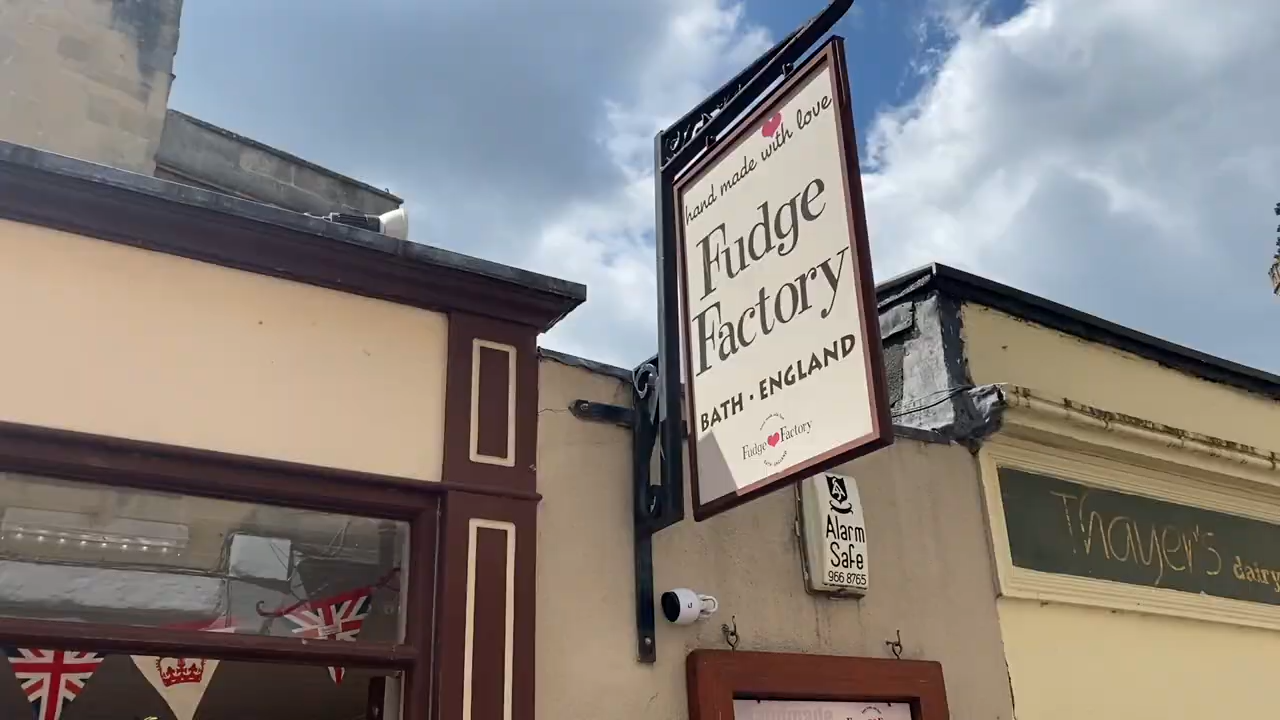 hand made with love
Fudge
Factory
BATH · ENGLAND
Fudge Factory
Alarm
Safe
966 8765
Thayer's dairy